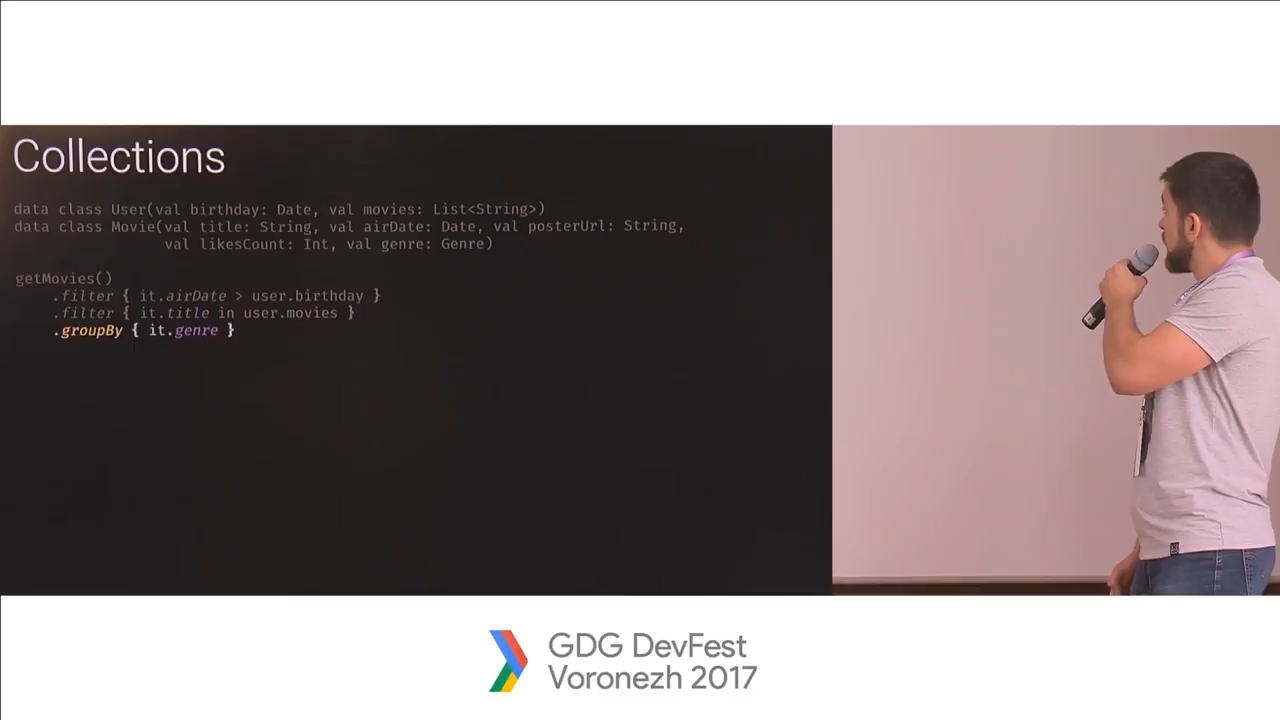 Collections
data class User(val birthday: Date, val movies: List<String>)
data class Movie(val title: String, val airDate: Date, val posterUrl: String,
val likesCount: Int, val genre: Genre)
getMovies()
.filter { it.airDate > user.birthday }
.filter { it.title in user.movies }
.groupBy { it.genre }
GDG DevFest
Voronezh 2017